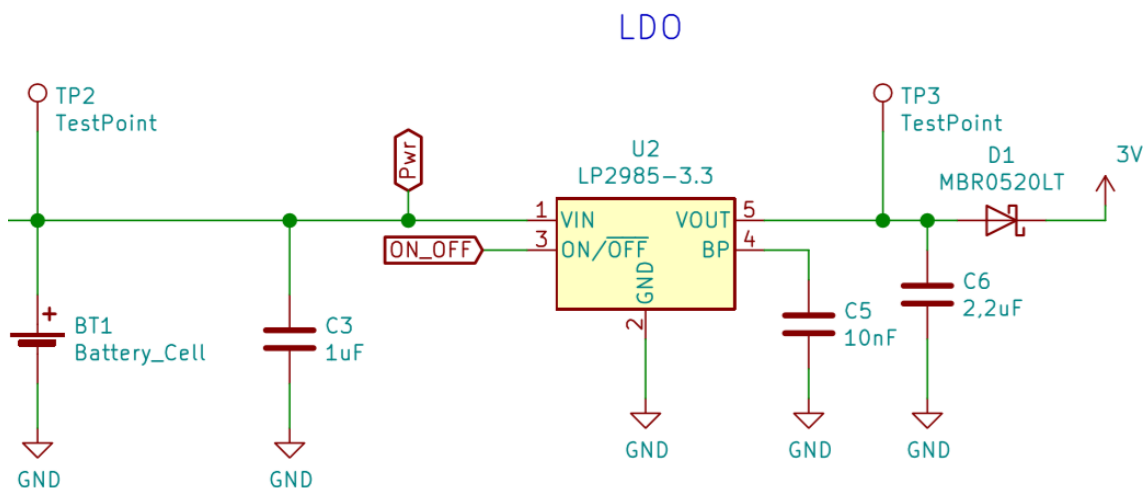 LDO
TP2
TestPoint
TP3
TestPoint
Pwr
U2
LP2985-3.3
D1
MBR0520LT
3V
1
VIN
VOUT
5
ON_OFF
3
ON/OFF
BP
4
GND
2
BT1
Battery_Cell
C3
1uF
C5
10nF
C6
2,2uF
GND
GND
GND
GND
GND